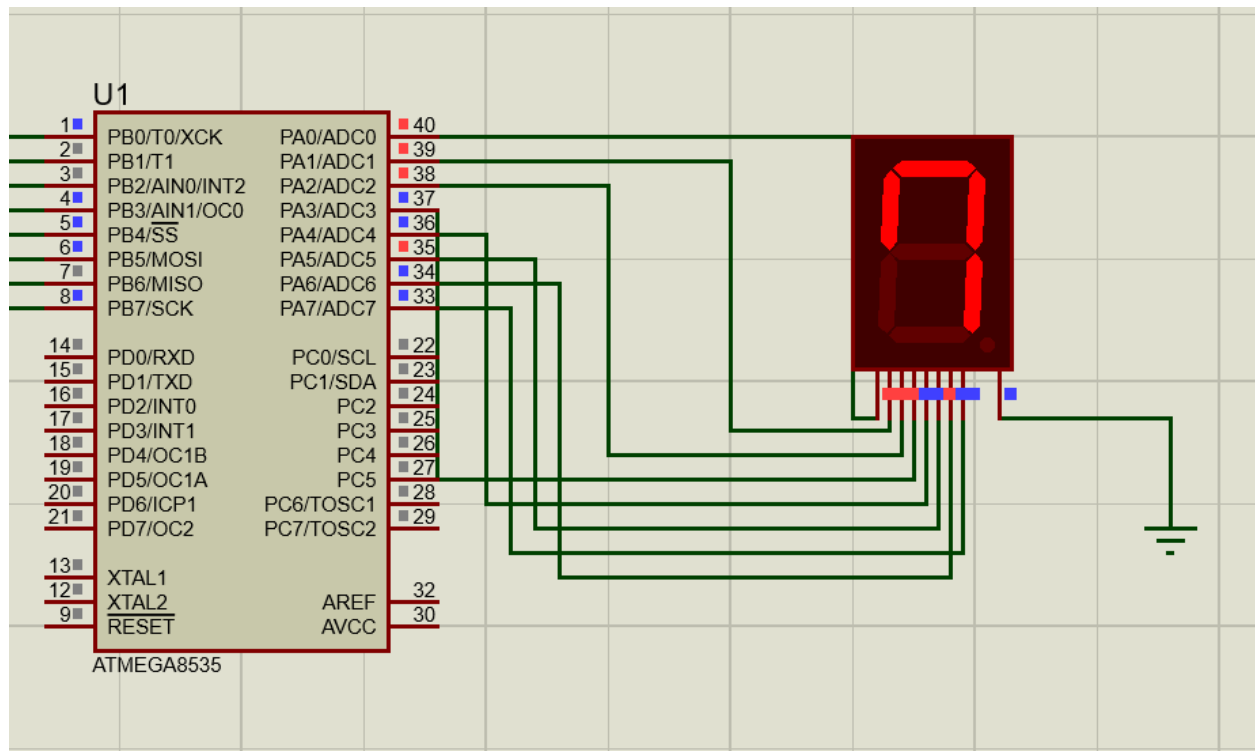 U1
1 PB0/T0/XCK PA0/ADC0 40
2 PB1/T1 PA1/ADC1 39
3 PB2/AIN0/INT2 PA2/ADC2 38
4 PB3/AIN1/OC0 PA3/ADC3 37
5 PB4/SS PA4/ADC4 36
6 PB5/MOSI PA5/ADC5 35
7 PB6/MISO PA6/ADC6 34
8 PB7/SCK PA7/ADC7 33
14 PD0/RXD PC0/SCL 22
15 PD1/TXD PC1/SDA 23
16 PD2/INT0 PC2 24
17 PD3/INT1 PC3 25
18 PD4/OC1B PC4 26
19 PD5/OC1A PC5 27
20 PD6/ICP1 PC6/TOSC1 28
21 PD7/OC2 PC7/TOSC2 29
13 XTAL1
12 XTAL2 AREF 32
9 RESET AVCC 30
ATMEGA8535